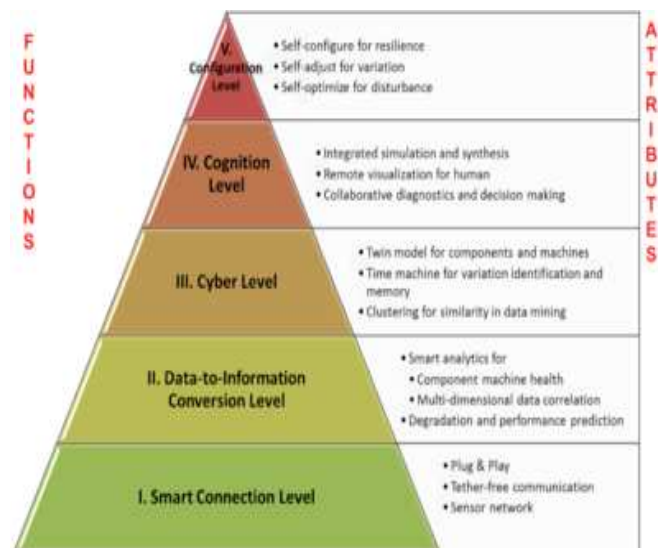 FUNCTIONS
ATTRIBUTES
V.
Configuration
Level
• Self-configure for resilience
• Self-adjust for variation
• Self-optimize for disturbance
IV. Cognition
Level
• Integrated simulation and synthesis
• Remote visualization for human
• Collaborative diagnostics and decision making
III. Cyber Level
• Twin model for components and machines
• Time machine for variation identification and
memory
• Clustering for similarity in data mining
II. Data-to-Information
Conversion Level
• Smart analytics for
• Component machine health
• Multi-dimensional data correlation
• Degradation and performance prediction
I. Smart Connection Level
• Plug & Play
• Tether-free communication
• Sensor network